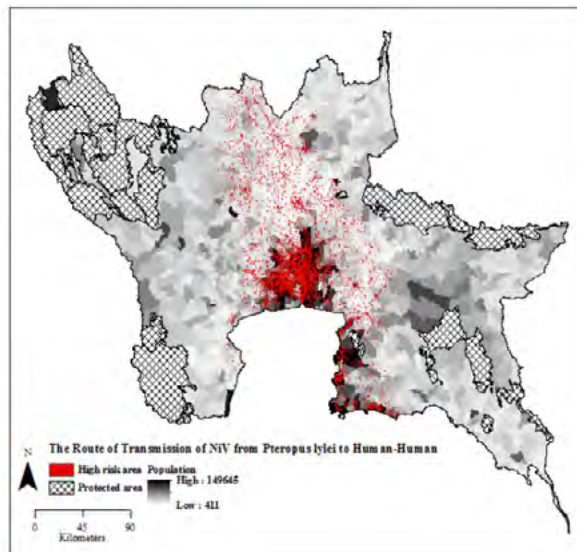 The Route of Transmission of NiV from Pteropus lylei to Human-Human
N
High risk area Population
Protected area
High : 149645
Low : 411
0 45 90
Kilometers